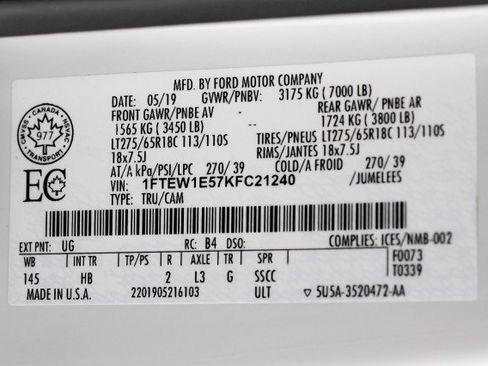 MFD. BY FORD MOTOR COMPANY
DATE: 05/19 GVWR/PNBV: 3175 KG ( 7000 LB)
FRONT GAWR/PNBE AV REAR GAWR/ PNBE AR
1565 KG ( 3450 LB) 1724 KG ( 3800 LB)
LT275/65R18C 113/110S TIRES/PNEUS LT275/65R18C 113/110S
18x7.5J RIMS/JANTES 18x7.5J
AT/A kPa/PSI/LPC 270/ 39 COLD/A FROID 270/ 39
VIN: 1FTEW1E57KFC21240 /JUMELEES
TYPE: TRU/CAM
CMVSS - CANADA - NSVAC
977
TRANSPORT
EC
EXT PNT: UG RC: B4 DSO: COMPLIES: ICES/NMB-002
WB INT TR TP/PS R AXLE TR SPR F0073
145 HB 2 L3 G SSCC T0339
MADE IN U.S.A. 2201905216103 ULT ▽ 5U5A-3520472-AA